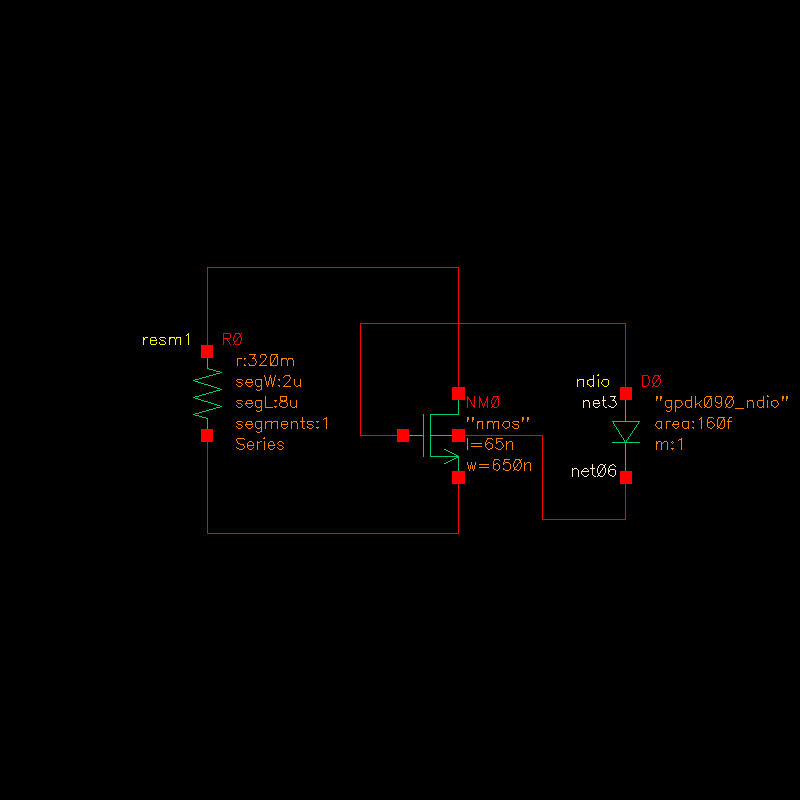 resm1
R0
r:320m
segW:2u
segL:8u
segments:1
Series
NM0
"nmos"
l=65n
w=650n
ndio
D0
net3
"gpdk090_ndio"
area:160f
m:1
net06